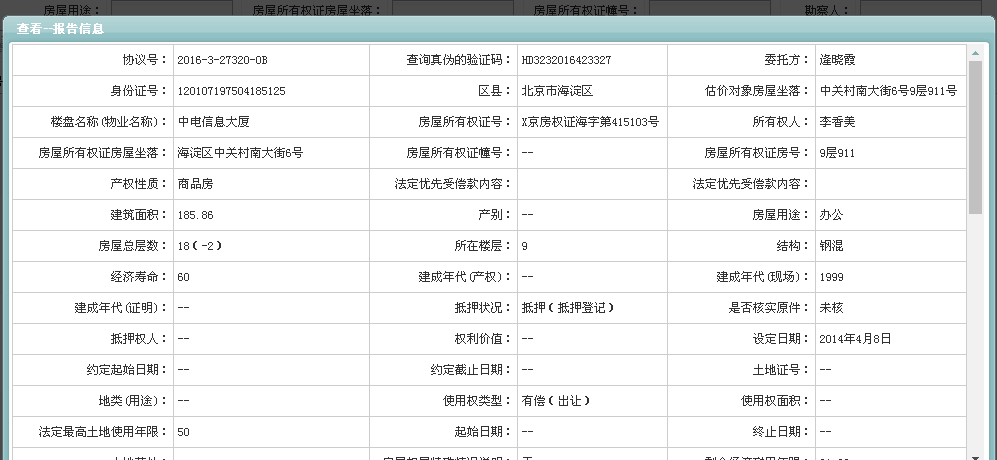 房屋用途： 房屋所有权证房屋坐落： 房屋所有权证幢号： 勘察人：
查看--报告信息
协议号： 2016-3-27320-OB 查询真伪的验证码： HD3232016423327 委托方： 逄晓霞
身份证号： 120107197504185125 区县： 北京市海淀区 估价对象房屋坐落： 中关村南大街6号9层911号
楼盘名称(物业名称)： 中电信息大厦 房屋所有权证号： X京房权证海字第415103号 所有权人： 李香美
房屋所有权证房屋坐落： 海淀区中关村南大街6号 房屋所有权证幢号： -- 房屋所有权证房号： 9层911
产权性质： 商品房 法定优先受偿款内容： 法定优先受偿款内容：
建筑面积： 185.86 产别： -- 房屋用途： 办公
房屋总层数： 18(-2) 所在楼层： 9 结构： 钢混
经济寿命： 60 建成年代(产权)： -- 建成年代(现场)： 1999
建成年代(证明)： -- 抵押状况： 抵押(抵押登记) 是否核实原件： 未核
抵押权人： -- 权利价值： -- 设定日期： 2014年4月8日
约定起始日期： -- 约定截止日期： -- 土地证号： --
地类(用途)： -- 使用权类型： 有偿(出让) 使用权面积： --
法定最高土地使用年限： 50 起始日期： -- 终止日期： --